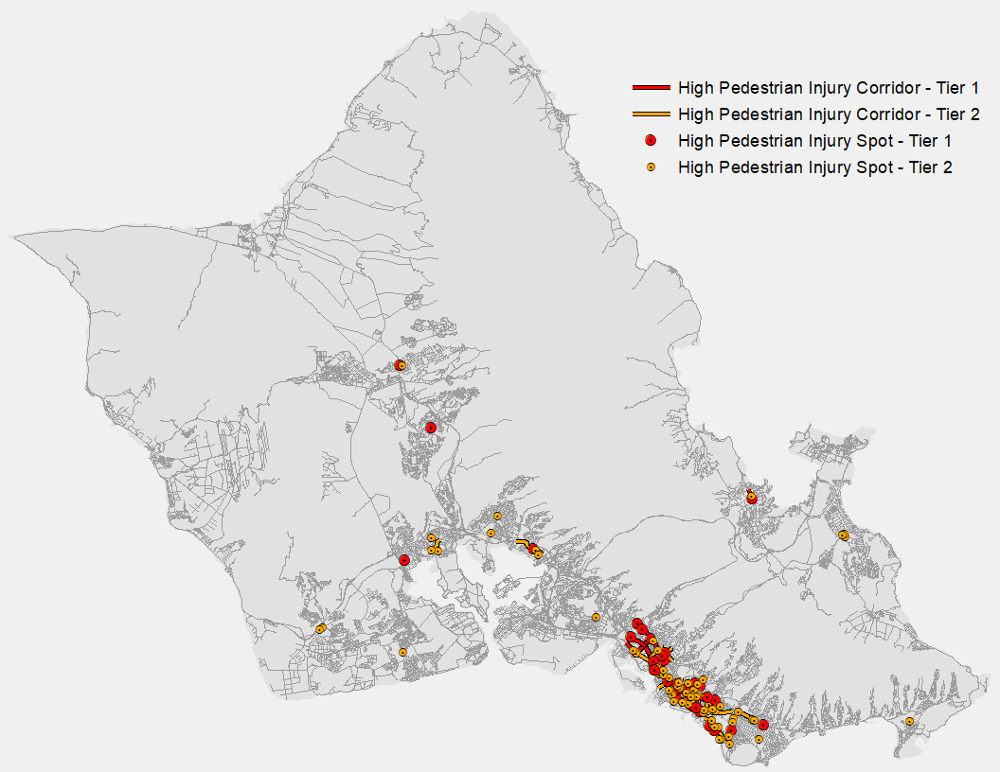 High Pedestrian Injury Corridor - Tier 1
High Pedestrian Injury Corridor - Tier 2
High Pedestrian Injury Spot - Tier 1
High Pedestrian Injury Spot - Tier 2